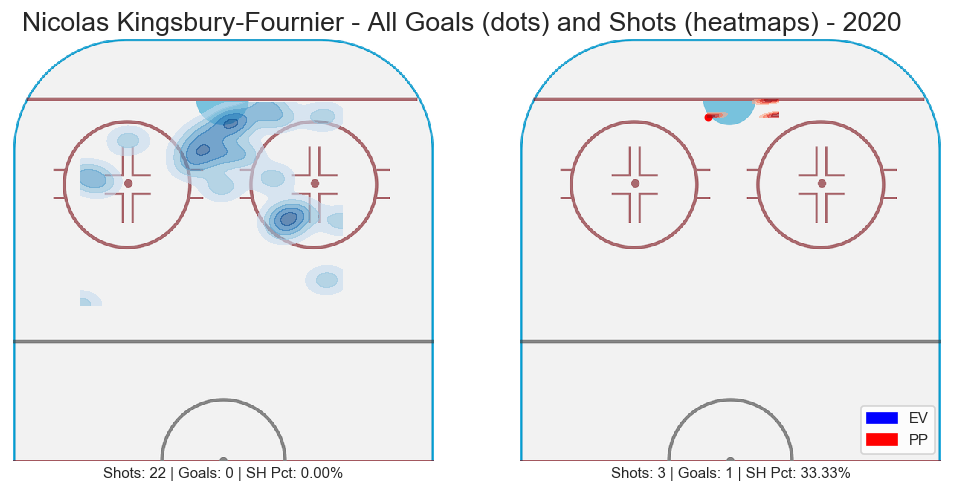 Nicolas Kingsbury-Fournier - All Goals (dots) and Shots (heatmaps) - 2020
EV
PP
Shots: 22 | Goals: 0 | SH Pct: 0.00%
Shots: 3 | Goals: 1 | SH Pct: 33.33%